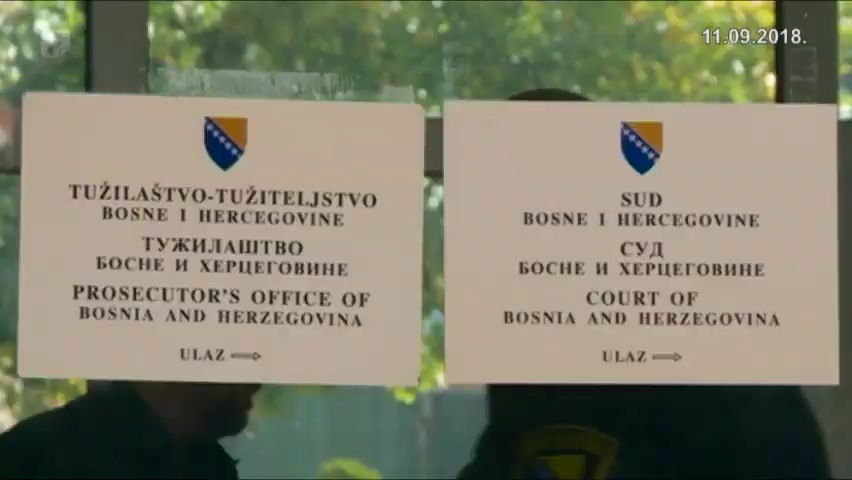 11.09.2018.
TUŽILAŠTVO-TUŽITELJSTVO
BOSNE I HERCEGOVINE
ТУЖИЛАШТВО
БОСНЕ И ХЕРЦЕГОВИНЕ
PROSECUTOR'S OFFICE OF
BOSNIA AND HERZEGOVINA
ULAZ
SUD
BOSNE I HERCEGOVINE
СУД
БОСНЕ И ХЕРЦЕГОВИНЕ
COURT OF
BOSNIA AND HERZEGOVINA
ULAZ